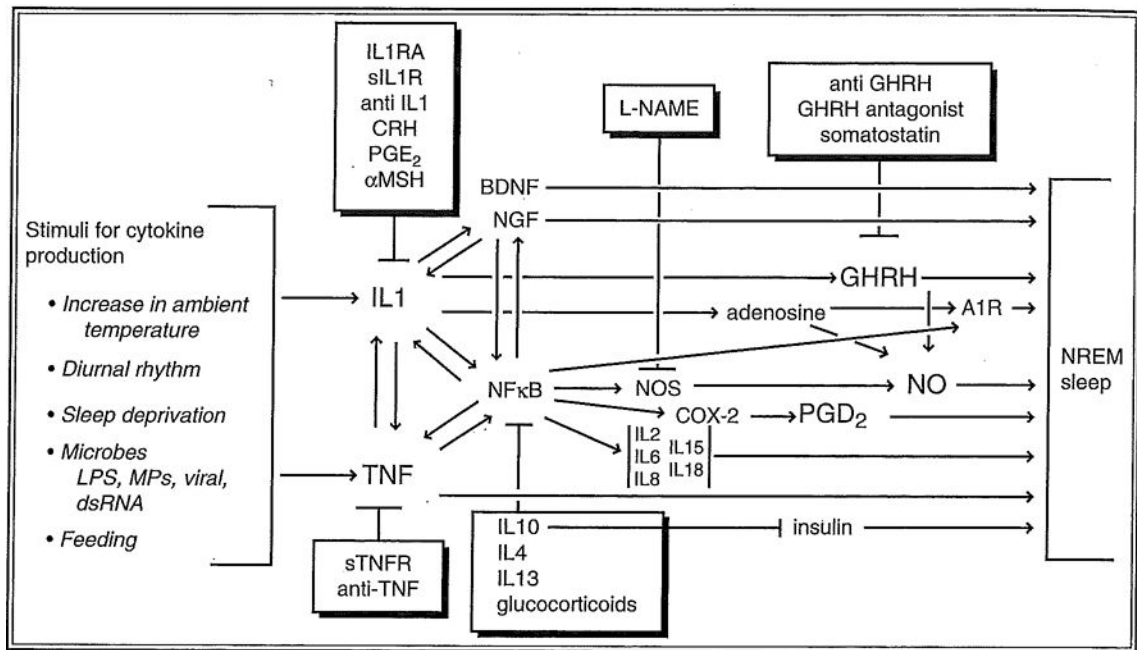 IL1RA
sIL1R
anti IL1
CRH
PGE₂
αMSH
L-NAME
anti GHRH
GHRH antagonist
somatostatin
BDNF
NGF
Stimuli for cytokine
production
• Increase in ambient
temperature
• Diurnal rhythm
• Sleep deprivation
• Microbes
LPS, MPs, viral,
dsRNA
• Feeding
IL1
GHRH
adenosine
A1R
NFκB
NOS
NO
COX-2
PGD₂
IL2
IL6
IL8
IL15
IL18
TNF
NREM
sleep
sTNFR
anti-TNF
IL10
IL4
IL13
glucocorticoids
insulin